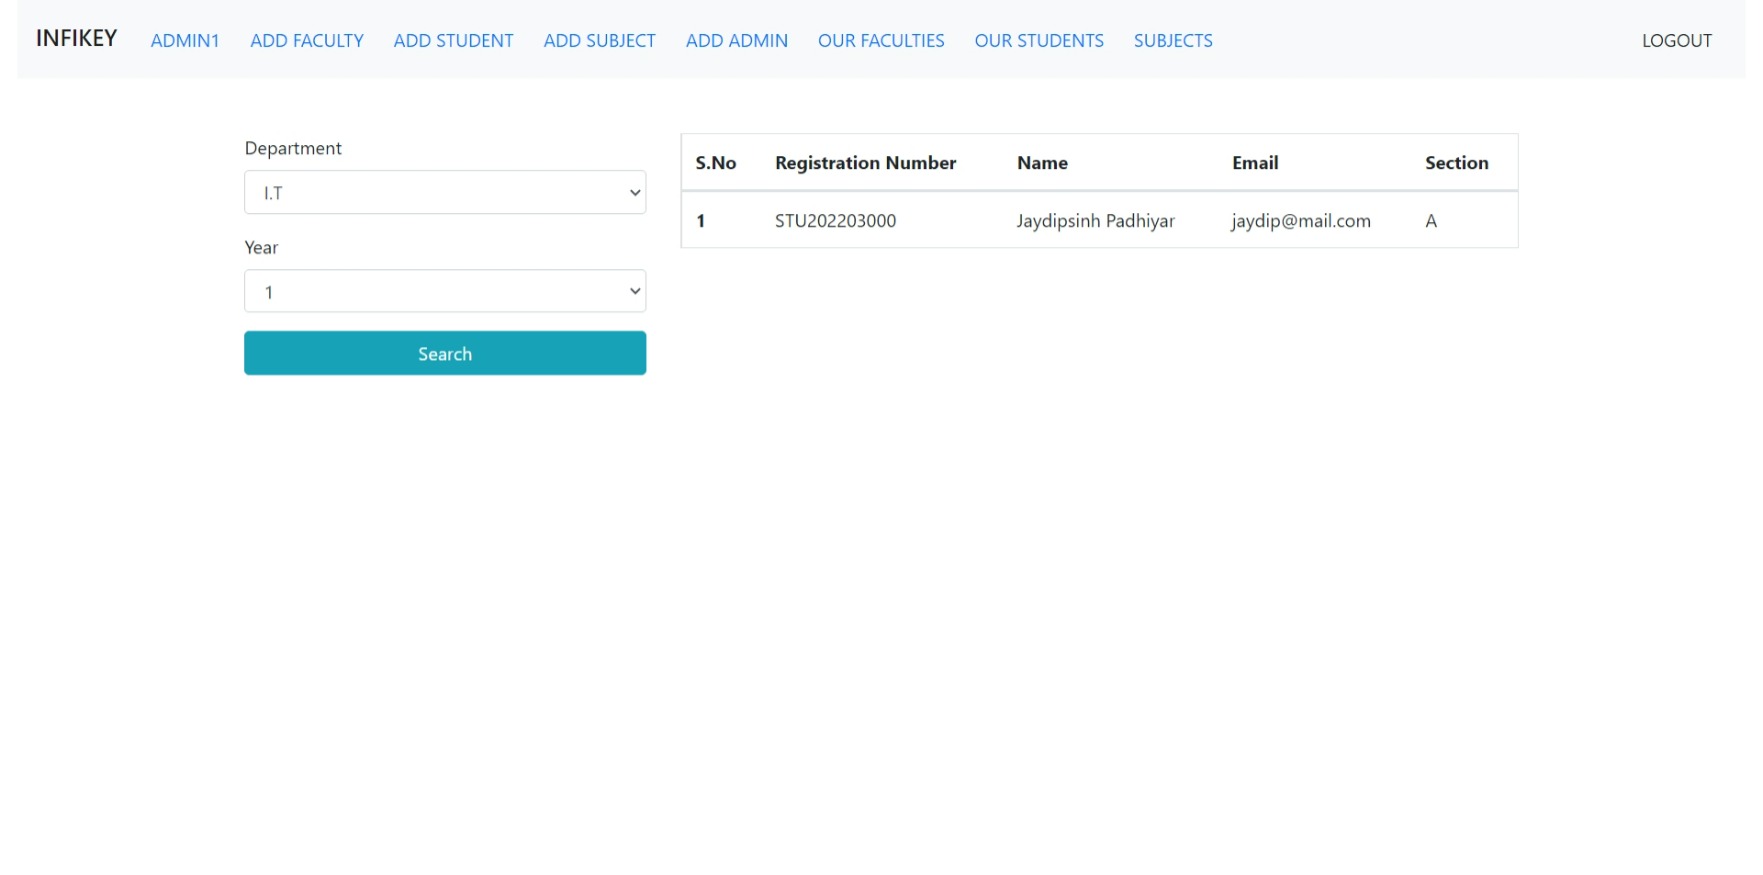 INFIKEY ADMIN1 ADD FACULTY ADD STUDENT ADD SUBJECT ADD ADMIN OUR FACULTIES OUR STUDENTS SUBJECTS LOGOUT
Department
I.T
Year
1
Search
S.No Registration Number Name Email Section
1 STU202203000 Jaydipsinh Padhiyar jaydip@mail.com A